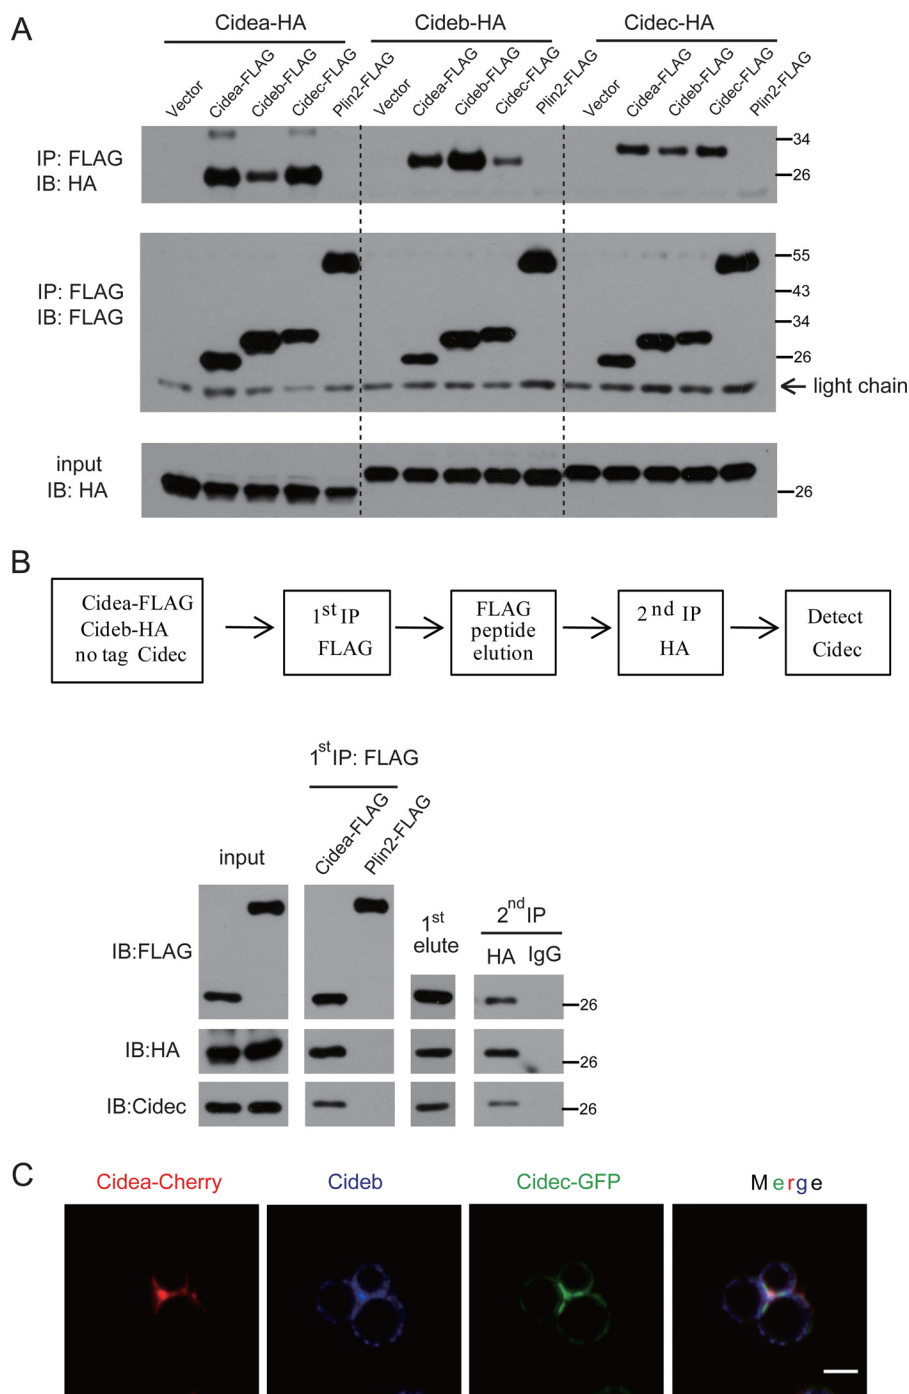 A
Cidea-HA
Cideb-HA
Cidec-HA
Vector
Cidea-FLAG
Cideb-FLAG
Cidec-FLAG
Plin2-FLAG
Vector
Cidea-FLAG
Cideb-FLAG
Cidec-FLAG
Plin2-FLAG
Vector
Cidea-FLAG
Cideb-FLAG
Cidec-FLAG
Plin2-FLAG
IP: FLAG
IB: HA
34
26
IP: FLAG
IB: FLAG
55
43
34
26
light chain
input
IB: HA
26
B
Cidea-FLAG
Cideb-HA
no tag Cidec
1st IP
FLAG
FLAG
peptide
elution
2nd IP
HA
Detect
Cidec
1st IP: FLAG
input
Cidea-FLAG
Plin2-FLAG
1st
elute
2nd IP
HA IgG
IB:FLAG
26
IB:HA
26
IB:Cidec
26
C
Cidea-Cherry
Cideb
Cidec-GFP
Merge